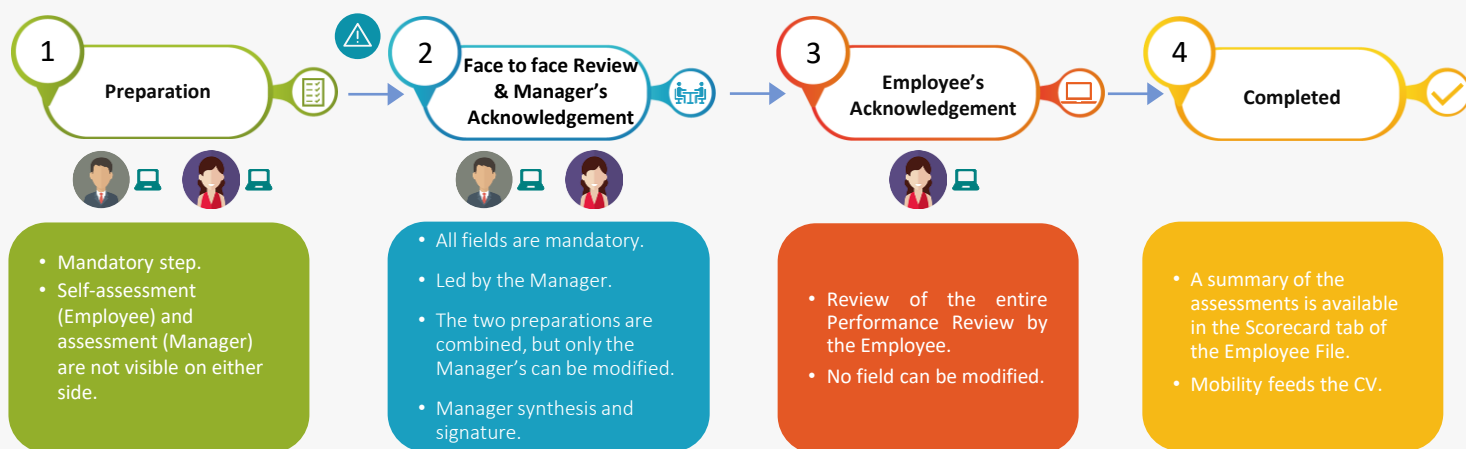 1
Preparation
2
Face to face Review
& Manager's
Acknowledgement
3
Employee's
Acknowledgement
4
Completed
• Mandatory step.
• Self-assessment
(Employee) and
assessment (Manager)
are not visible on either
side.
• All fields are mandatory.
• Led by the Manager.
• The two preparations are
combined, but only the
Manager's can be modified.
• Manager synthesis and
signature.
• Review of the entire
Performance Review by
the Employee.
• No field can be modified.
• A summary of the
assessments is available
in the Scorecard tab of
the Employee File.
• Mobility feeds the CV.